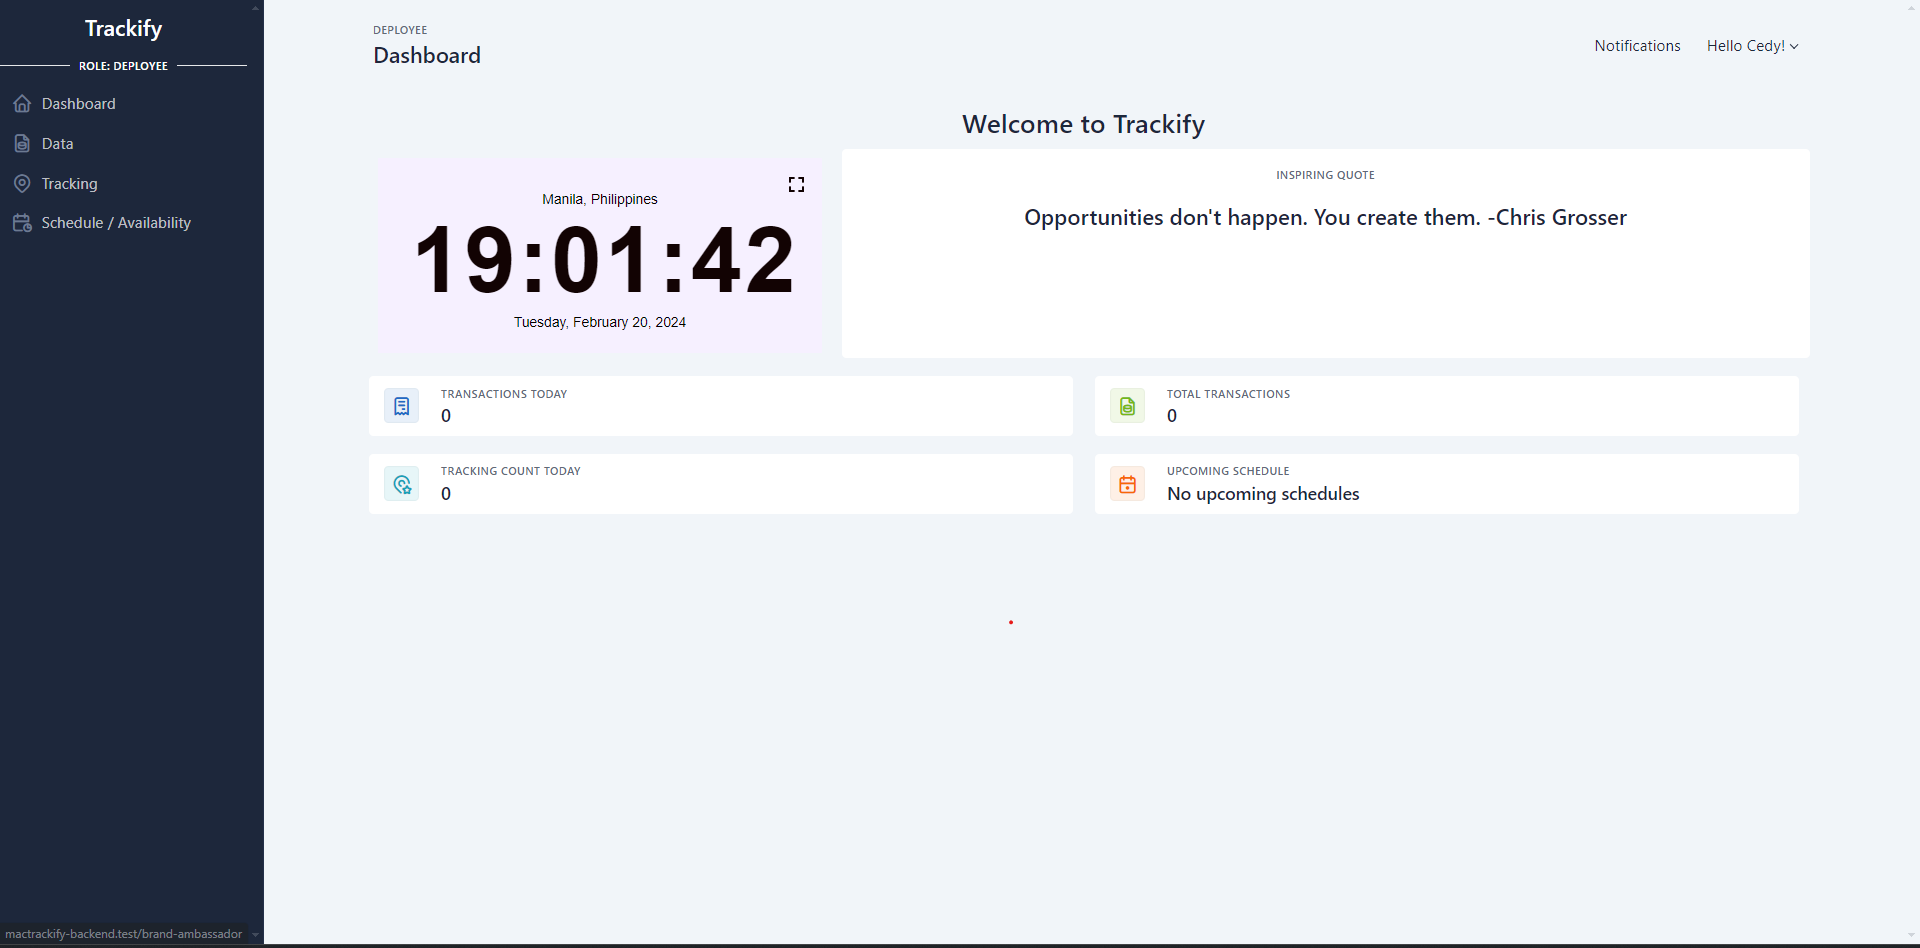 Trackify
ROLE: DEPLOYEE
Dashboard
Data
Tracking
Schedule / Availability
mactrackify-backend.test/brand-ambassador
DEPLOYEE
Dashboard
Notifications
Hello Cedy!
Welcome to Trackify
Manila, Philippines
19:01:42
Tuesday, February 20, 2024
INSPIRING QUOTE
Opportunities don't happen. You create them. -Chris Grosser
TRANSACTIONS TODAY
0
TOTAL TRANSACTIONS
0
TRACKING COUNT TODAY
0
UPCOMING SCHEDULE
No upcoming schedules